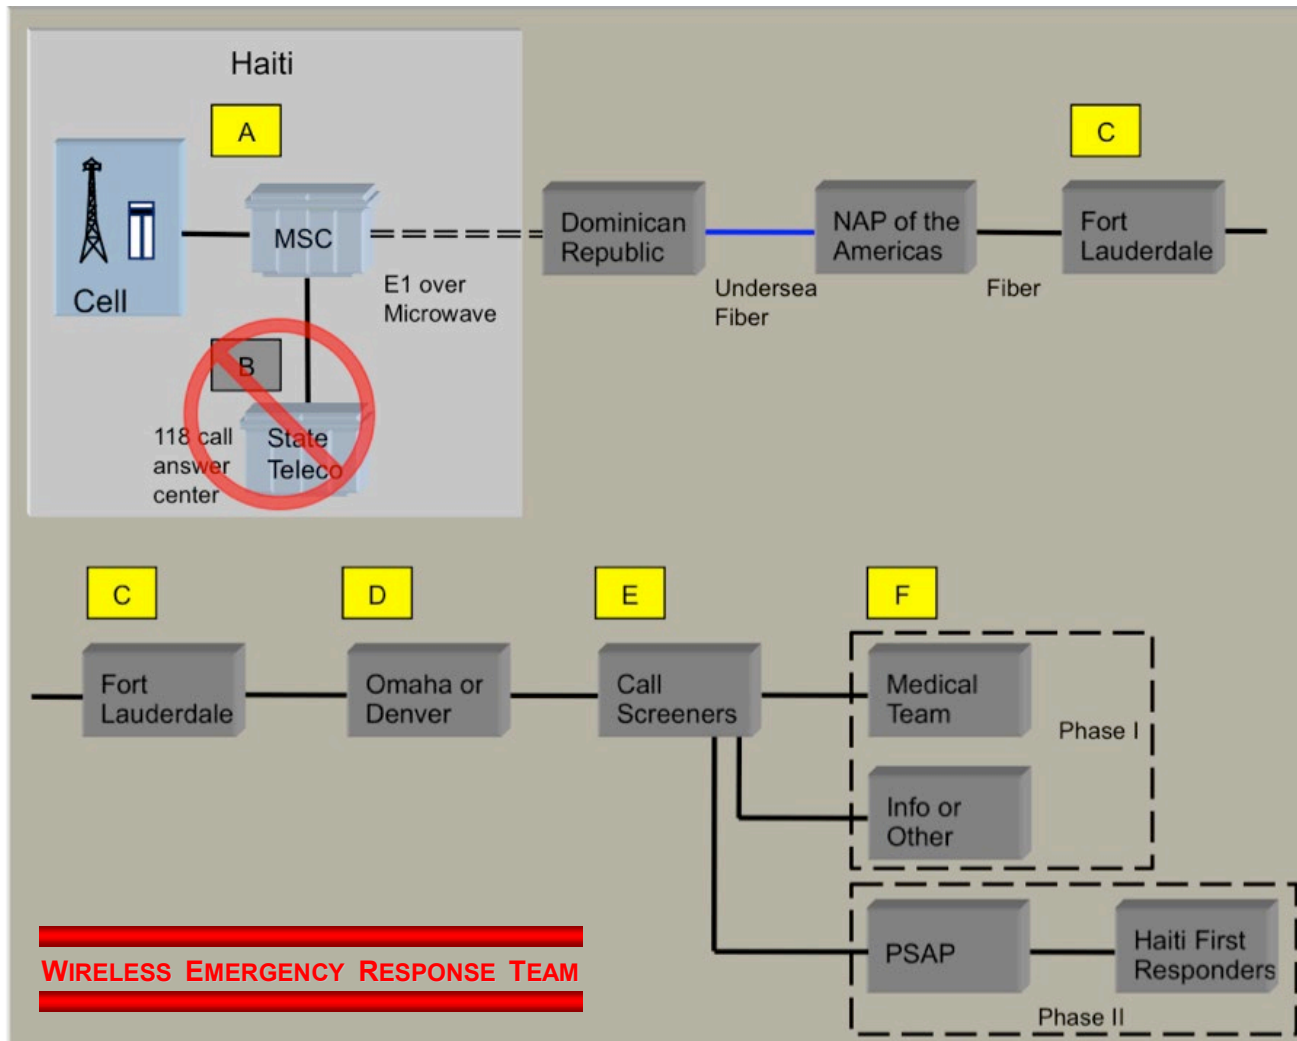 Haiti
A
C
Cell
MSC
E1 over
Microwave
Dominican
Republic
Undersea
Fiber
NAP of the
Americas
Fiber
Fort
Lauderdale
B
118 call
answer
center
State
Teleco
C
D
E
F
Fort
Lauderdale
Omaha or
Denver
Call
Screeners
Medical
Team
Phase I
Info or
Other
PSAP
Haiti First
Responders
Phase II
WIRELESS EMERGENCY RESPONSE TEAM